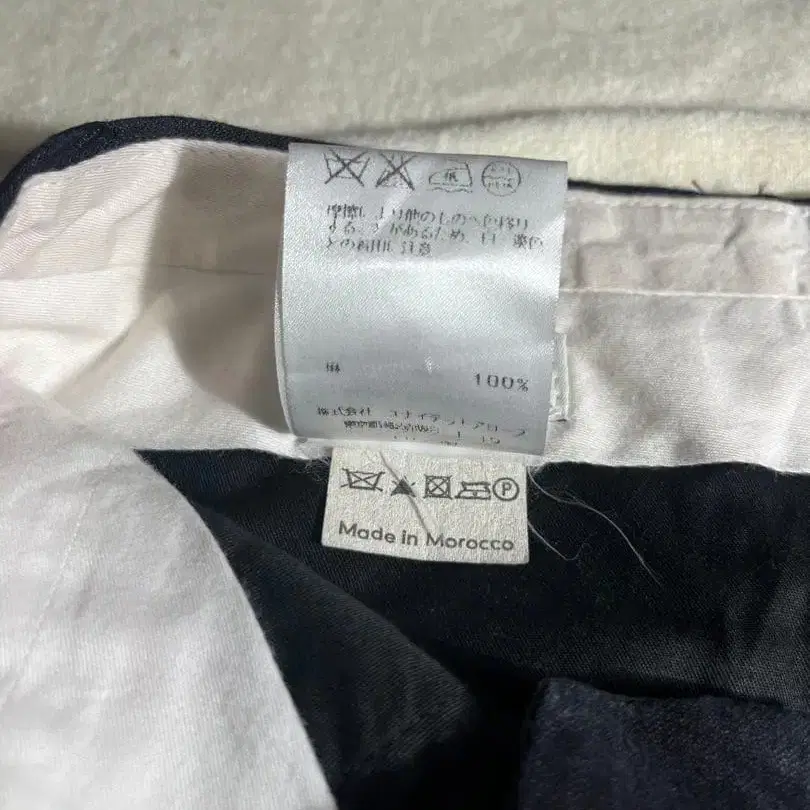 摩擦により他のものへ色移り
する事があるため、白、淡色
との着用に注意
麻 100%
株式会社 ユナイテッドアローズ
P
Made in Morocco